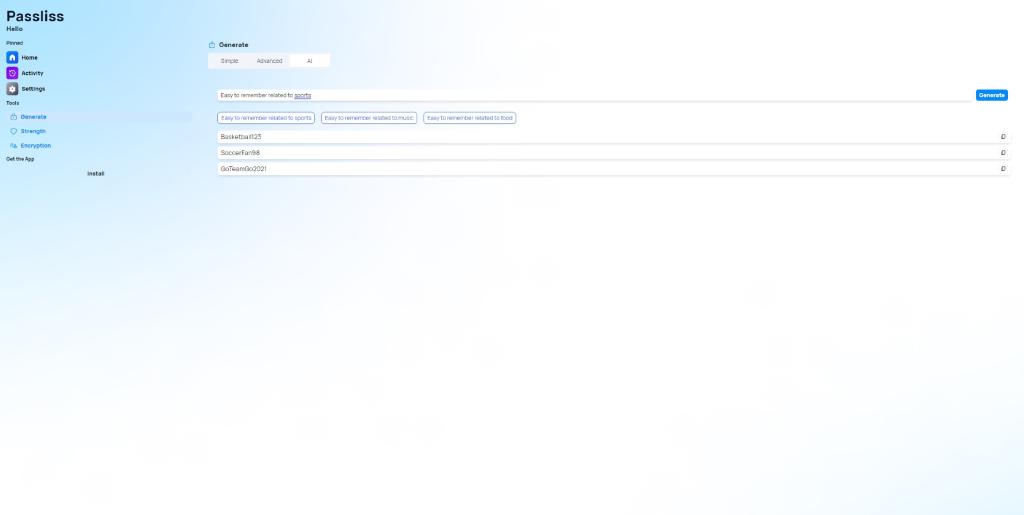 Passliss
Hello
Pinned
Home
Activity
Settings
Tools
Generate
Strength
Encryption
Get the App
Install
Generate
Simple Advanced AI
Easy to remember related to sports
Generate
Easy to remember related to sports Easy to remember related to music Easy to remember related to food
Basketball123
SoccerFan98
GoTeamGo2021